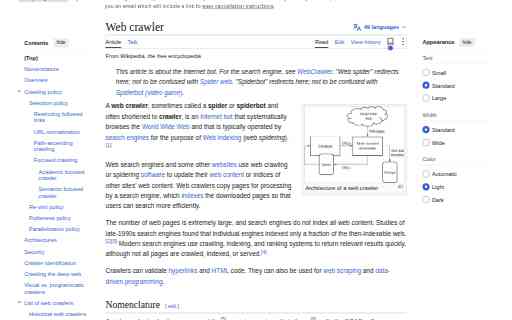 an email which will include a link to easy cancellation instructions.
Web crawler
49 languages
Article Talk
Read Edit View history
From Wikipedia, the free encyclopedia
This article is about the internet bot. For the search engine, see WebCrawler. "Web spider" redirects
here; not to be confused with Spider web. "Spiderbot" redirects here; not to be confused with
Spiderbot (video game).
A web crawler, sometimes called a spider or spiderbot and
often shortened to crawler, is an Internet bot that systematically
browses the World Wide Web and that is typically operated by
search engines for the purpose of Web indexing (web spidering).
[1]
Architecture of a web crawler
Web search engines and some other websites use web crawling
or spidering software to update their web content or indices of
other sites' web content. Web crawlers copy pages for processing
by a search engine, which indexes the downloaded pages so that
users can search more efficiently.
The number of web pages is extremely large, and search engines do not index all web content. Studies of
late-1990s search engines found that individual engines indexed only a fraction of the then-indexable web.
[2][3] Modern search engines use crawling, indexing, and ranking systems to return relevant results quickly,
although not all pages are crawled, indexed, or served.[4]
Crawlers can validate hyperlinks and HTML code. They can also be used for web scraping and data-
driven programming.
Nomenclature [ edit ]
Contents hide
(Top)
Nomenclature
Overview
Crawling policy
Selection policy
Restricting followed
links
URL normalization
Path-ascending
crawling
Focused crawling
Academic focused
crawler
Semantic focused
crawler
Re-visit policy
Politeness policy
Parallelization policy
Architectures
Security
Crawler identification
Crawling the deep web
Visual vs. programmatic
crawlers
List of web crawlers
Historical web crawlers
Appearance hide
Text
Small
Standard
Large
Width
Standard
Wide
Color
Automatic
Light
Dark